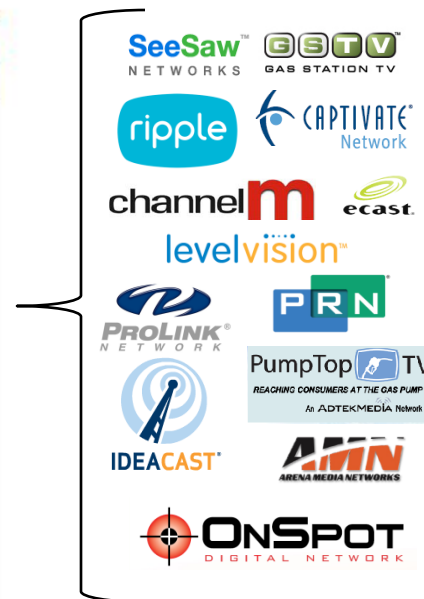 SeeSaw™
NETWORKS
GSTV™
GAS STATION TV
ripple
CAPTIVATE®
Network
channelm
ecast.
levelvision™
PROLINK®
NETWORK
PRN®
PumpTop TV
REACHING CONSUMERS AT THE GAS PUMP
An ADTEKMEDIA Network
IDEACAST®
AMN
ARENA MEDIA NETWORKS
ONSPOT
DIGITAL NETWORK